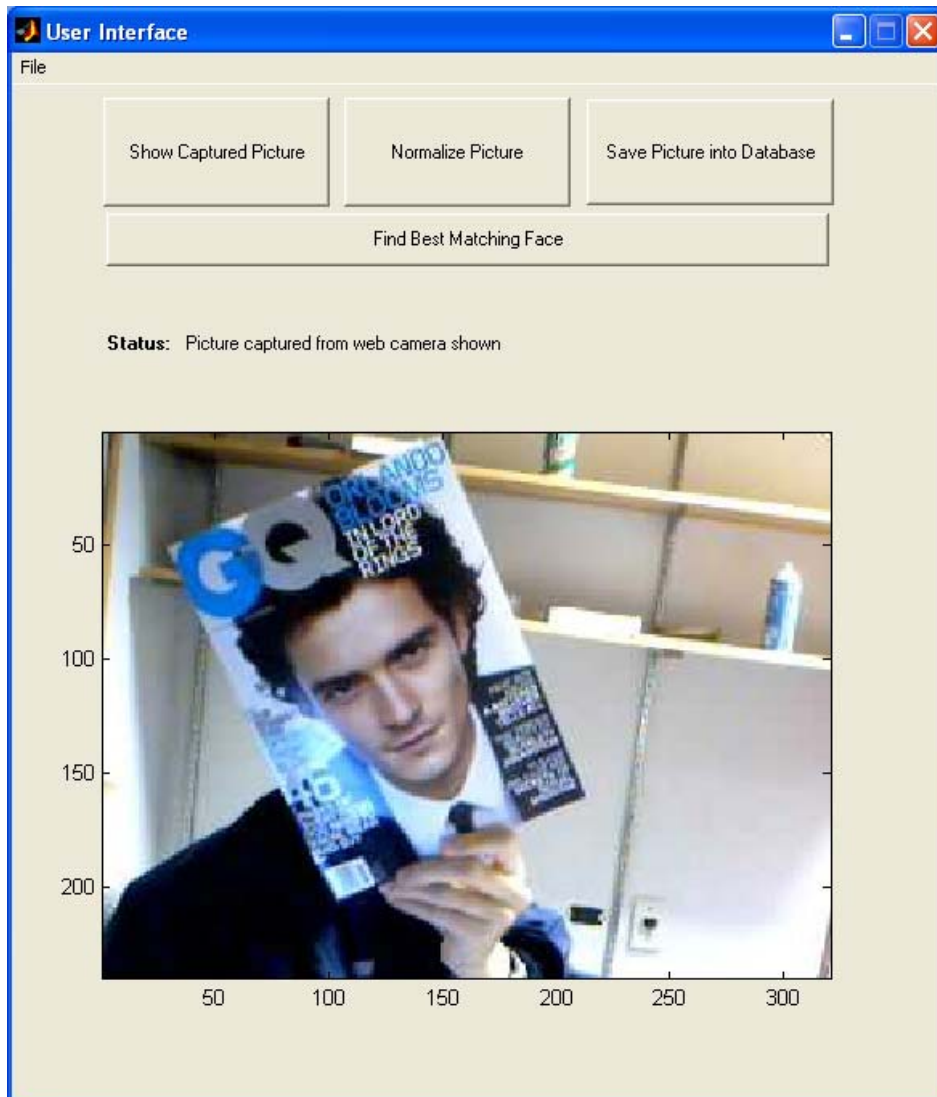 User Interface
File
Show Captured Picture
Normalize Picture
Save Picture into Database
Find Best Matching Face
Status: Picture captured from web camera shown
GQ
ORLANDO
BLOOMS
IN LORD
OF THE
RINGS
50
100
150
200
50 100 150 200 250 300